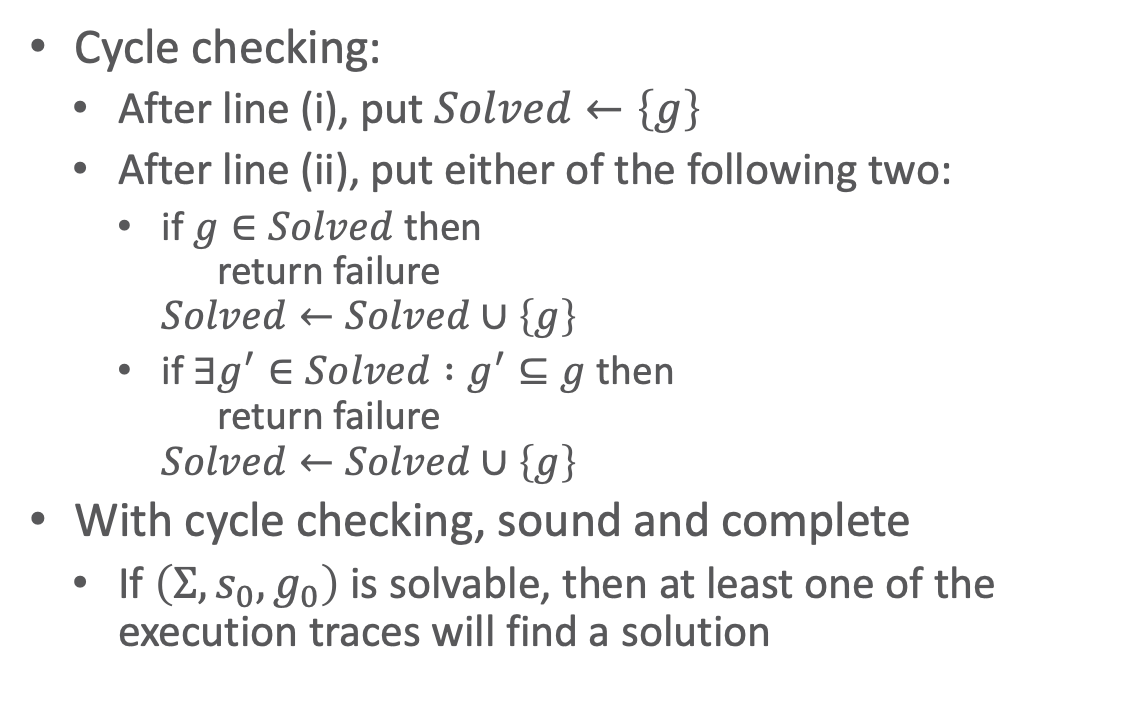 • Cycle checking:
• After line (i), put Solved ← {g}
• After line (ii), put either of the following two:
• if g ∈ Solved then
return failure
Solved ← Solved ∪ {g}
• if ∃g′ ∈ Solved : g′ ⊆ g then
return failure
Solved ← Solved ∪ {g}
• With cycle checking, sound and complete
• If (Σ, s₀, g₀) is solvable, then at least one of the
execution traces will find a solution